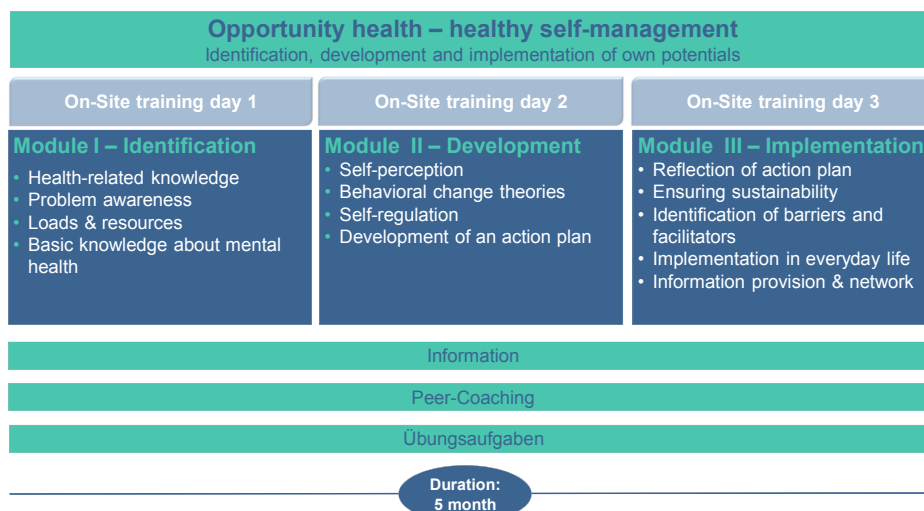 Opportunity health – healthy self-management
Identification, development and implementation of own potentials
On-Site training day 1
On-Site training day 2
On-Site training day 3
Module I – Identification
• Health-related knowledge
• Problem awareness
• Loads & resources
• Basic knowledge about mental
health
Module II – Development
• Self-perception
• Behavioral change theories
• Self-regulation
• Development of an action plan
Module III – Implementation
• Reflection of action plan
• Ensuring sustainability
• Identification of barriers and
facilitators
• Implementation in everyday life
• Information provision & network
Information
Peer-Coaching
Übungsaufgaben
Duration:
5 month